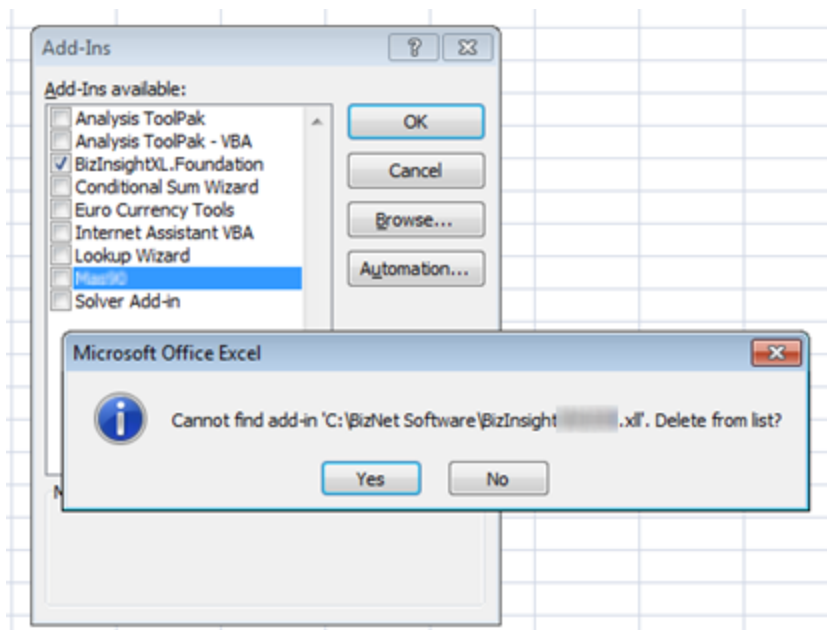 Add-Ins
Add-Ins available:
Analysis ToolPak
Analysis ToolPak - VBA
BizInsightXL.Foundation
Conditional Sum Wizard
Euro Currency Tools
Internet Assistant VBA
Lookup Wizard
Mas90
Solver Add-in
OK
Cancel
Browse...
Automation...
Microsoft Office Excel
Cannot find add-in 'C:\BizNet Software\BizInsight .xll'. Delete from list?
Yes
No